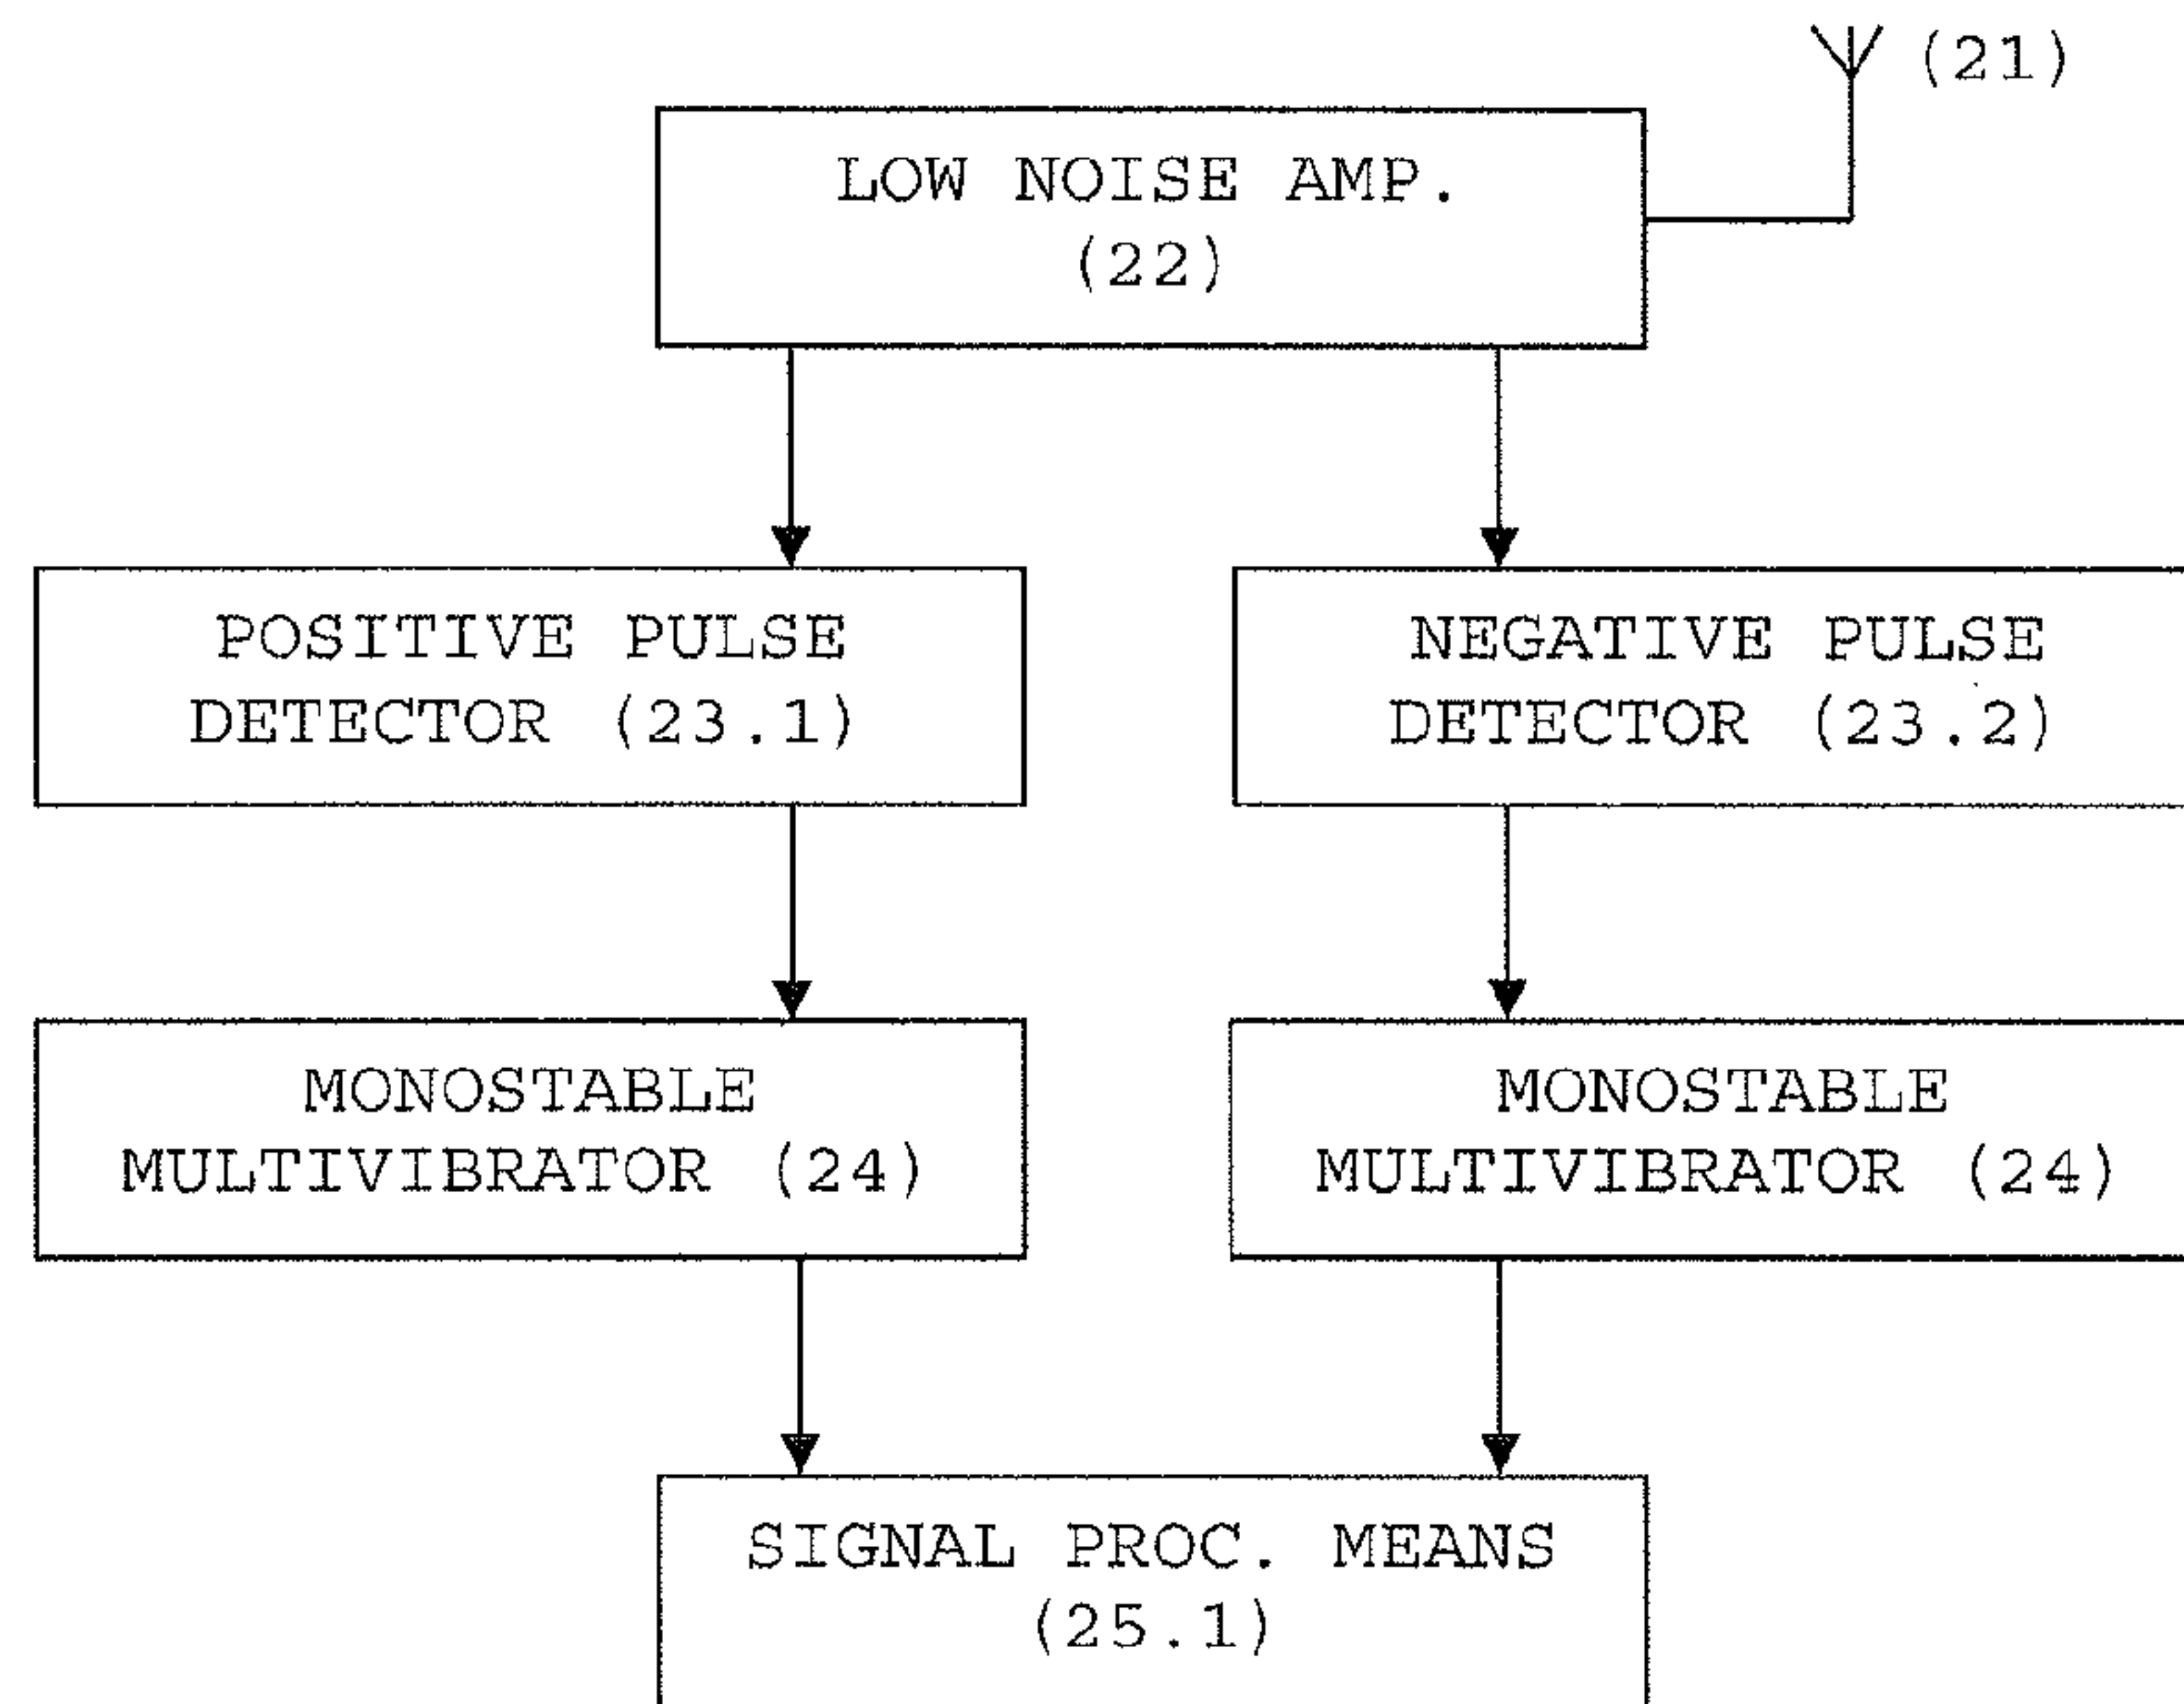 (21)
LOW NOISE AMP.
(22)
POSITIVE PULSE
DETECTOR (23.1)
NEGATIVE PULSE
DETECTOR (23.2)
MONOSTABLE
MULTIVIBRATOR (24)
MONOSTABLE
MULTIVIBRATOR (24)
SIGNAL PROC. MEANS
(25.1)